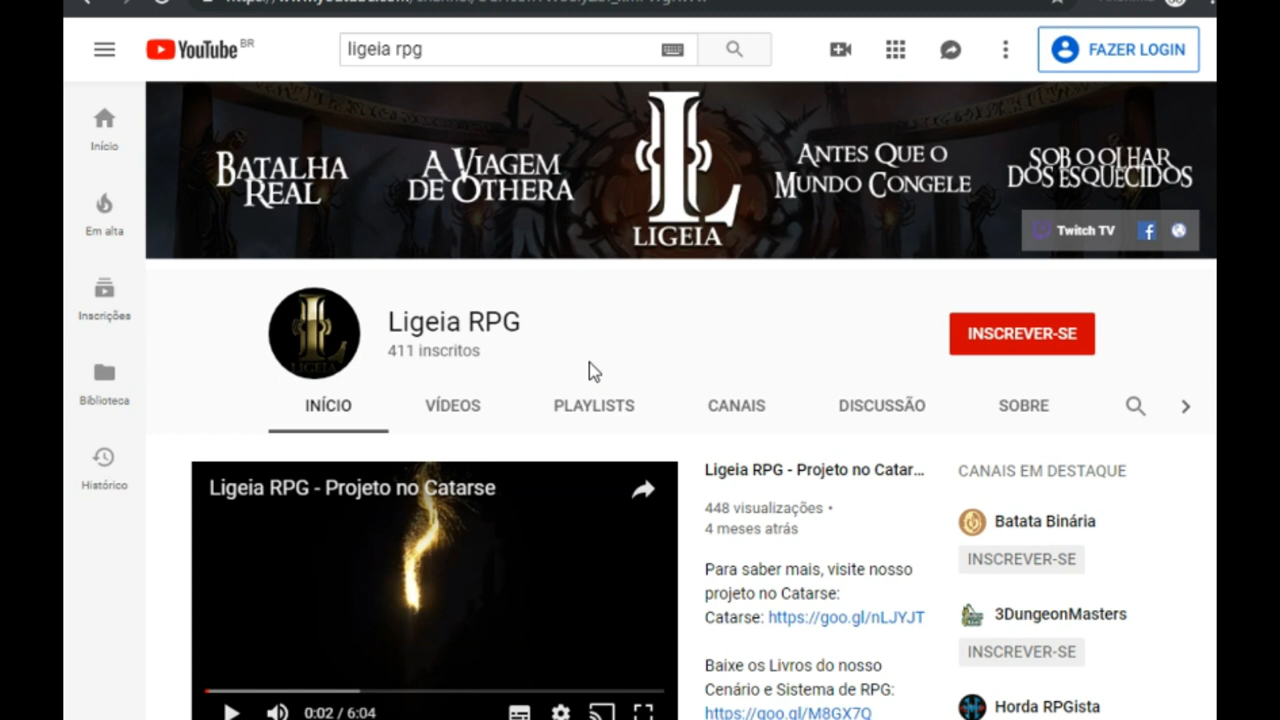 YouTube BR
ligeia rpg
FAZER LOGIN
Início
Em alta
Inscrições
Biblioteca
Histórico
BATALHA
REAL
A VIAGEM
DE OTHERA
L
LIGEIA
ANTES QUE O
MUNDO CONGELE
SOB O OLHAR
DOS ESQUECIDOS
Twitch TV
LIGEIA
Ligeia RPG
411 inscritos
INSCREVER-SE
INÍCIO
VÍDEOS
PLAYLISTS
CANAIS
DISCUSSÃO
SOBRE
Ligeia RPG - Projeto no Catarse
0:02 / 6:04
Ligeia RPG - Projeto no Catar...
448 visualizações •
4 meses atrás
Para saber mais, visite nosso
projeto no Catarse:
Catarse: https://goo.gl/nLJYJT
Baixe os Livros do nosso
Cenário e Sistema de RPG:
https://goo.gl/M8GX7Q
CANAIS EM DESTAQUE
Batata Binária
INSCREVER-SE
3DungeonMasters
INSCREVER-SE
Horda RPGista